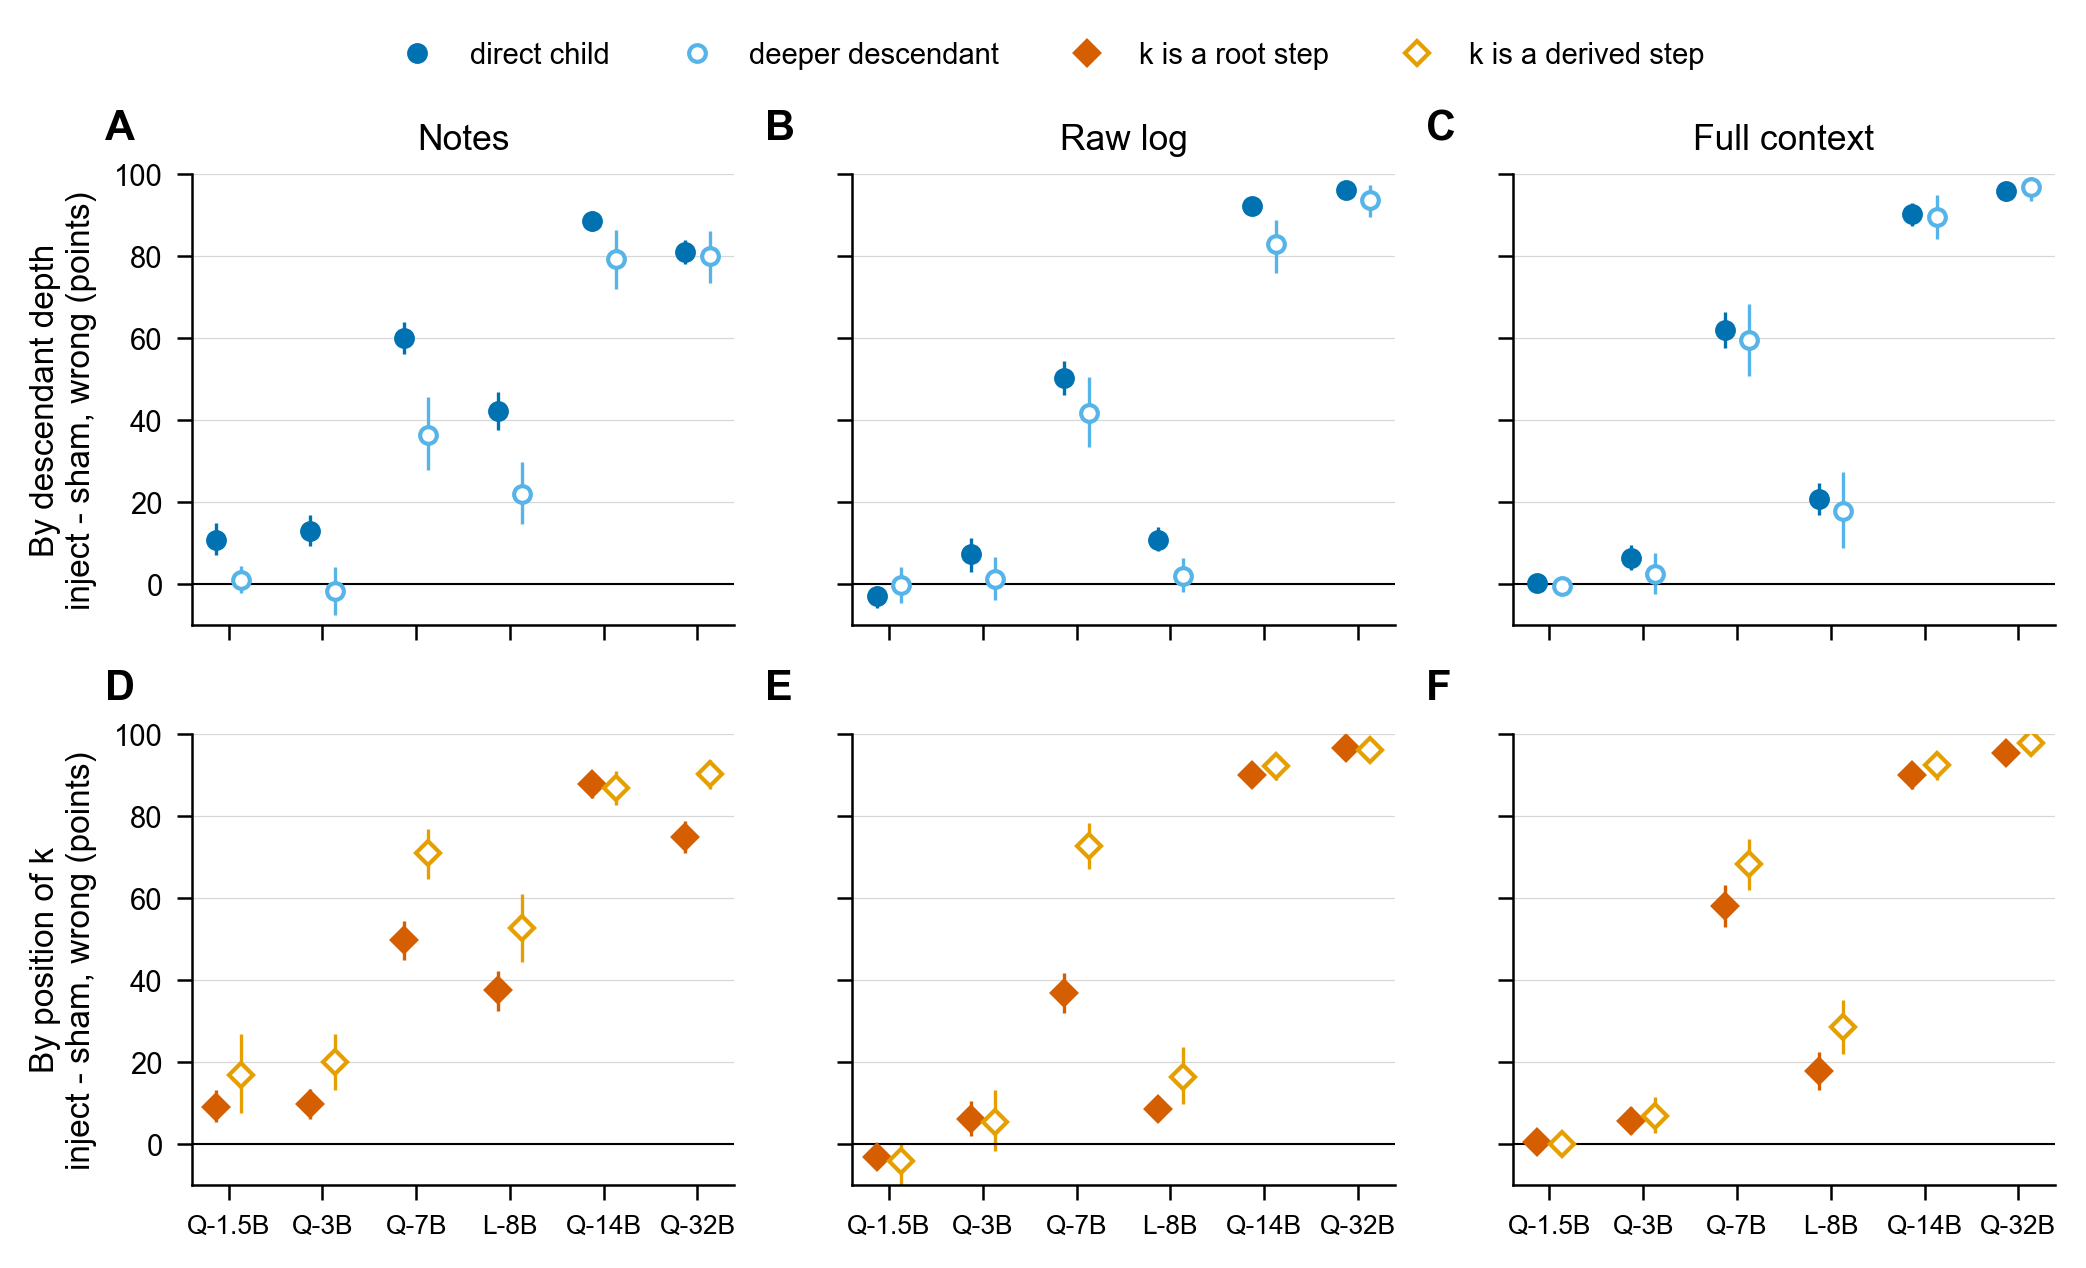 direct child
deeper descendant
k is a root step
k is a derived step
A
Notes
B
Raw log
C
Full context
By descendant depth
inject - sham, wrong (points)
100
80
60
40
20
0
D
E
F
By position of k
inject - sham, wrong (points)
100
80
60
40
20
0
Q-1.5B
Q-3B
Q-7B
L-8B
Q-14B
Q-32B
Q-1.5B
Q-3B
Q-7B
L-8B
Q-14B
Q-32B
Q-1.5B
Q-3B
Q-7B
L-8B
Q-14B
Q-32B